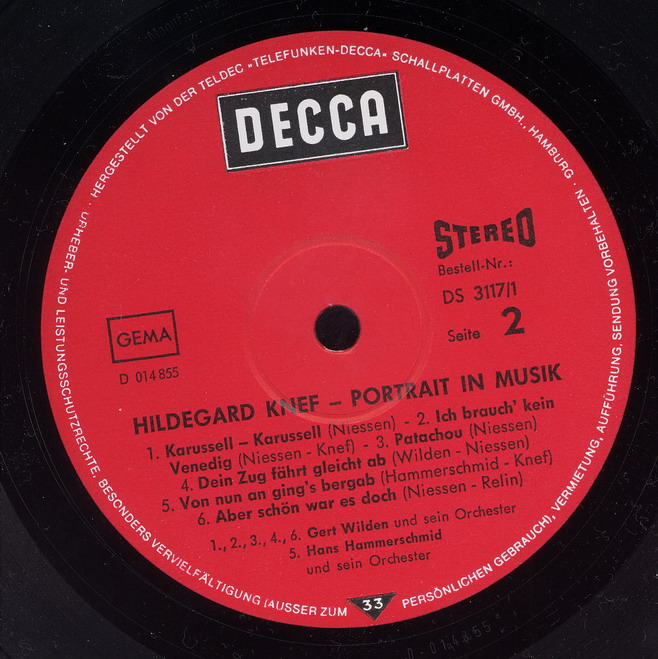 HERGESTELLT VON DER TELDEC »TELEFUNKEN-DECCA« SCHALLPLATTEN GMBH., HAMBURG · URHEBER- UND LEISTUNGSSCHUTZRECHTE, BESONDERS VERVIELFÄLTIGUNG (AUSSER ZUM PERSÖNLICHEN GEBRAUCH), VERMIETUNG, AUFFÜHRUNG, SENDUNG VORBEHALTEN ·
DECCA
STEREO
Bestell-Nr.:
DS 3117/1
Seite 2
GEMA
D 014 855
HILDEGARD KNEF – PORTRAIT IN MUSIK
1. Karussell – Karussell (Niessen) - 2. Ich brauch' kein
Venedig (Niessen - Knef) - 3. Patachou (Niessen)
4. Dein Zug fährt gleicht ab (Wilden - Niessen)
5. Von nun an ging's bergab (Hammerschmid - Knef)
6. Aber schön war es doch (Niessen - Relin)
1., 2., 3., 4., 6. Gert Wilden und sein Orchester
5. Hans Hammerschmid
und sein Orchester
33
D-014855